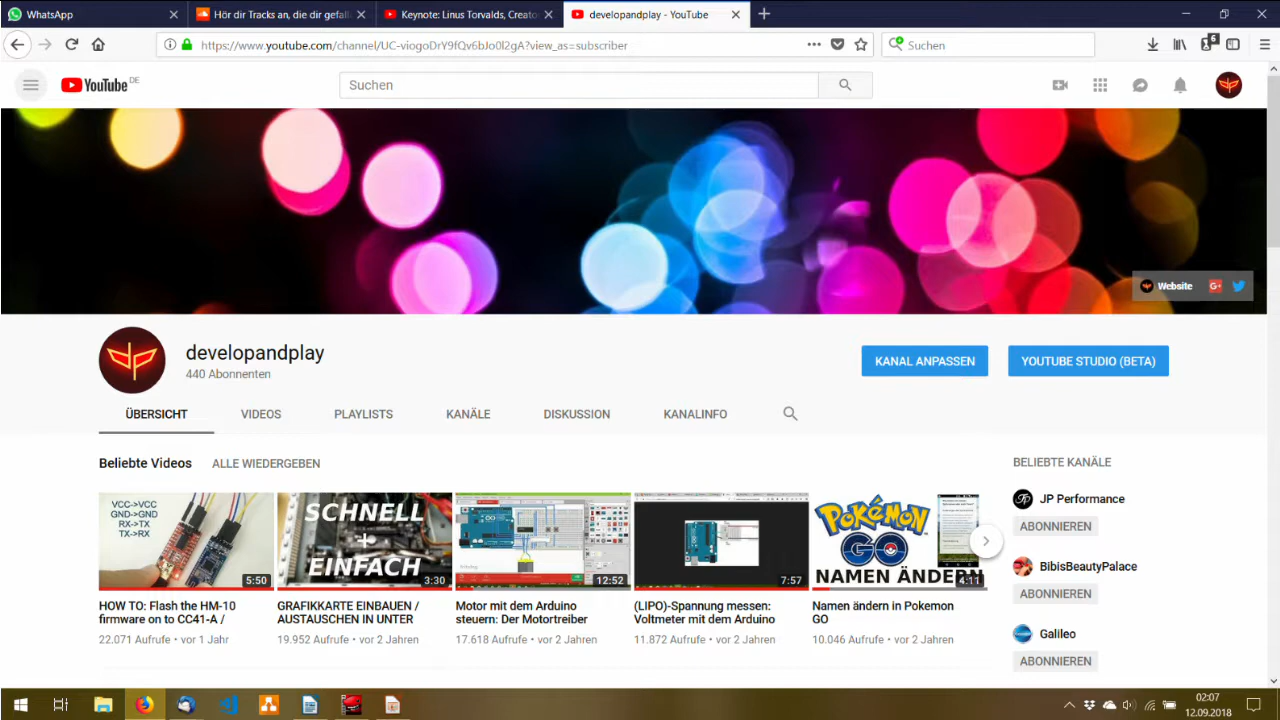 WhatsApp
Hör dir Tracks an, die dir gefall
Keynote: Linus Torvalds, Creato
developandplay - YouTube
https://www.youtube.com/channel/UC-viogoDrY9fQv6bJo0l2gA?view_as=subscriber
Suchen
6
YouTube DE
Suchen
Website
developandplay
440 Abonnenten
KANAL ANPASSEN
YOUTUBE STUDIO (BETA)
ÜBERSICHT VIDEOS PLAYLISTS KANÄLE DISKUSSION KANALINFO
Beliebte Videos ALLE WIEDERGEBEN
VCC->VCC
GND->GND
RX->TX
TX->RX
5:50
HOW TO: Flash the HM-10
firmware on to CC41-A /
22.071 Aufrufe • vor 1 Jahr
SCHNELL
+
EINFACH
3:30
GRAFIKKARTE EINBAUEN /
AUSTAUSCHEN IN UNTER
19.952 Aufrufe • vor 2 Jahren
12:52
Motor mit dem Arduino
steuern: Der Motortreiber
17.618 Aufrufe • vor 2 Jahren
7:57
(LIPO)-Spannung messen:
Voltmeter mit dem Arduino
11.872 Aufrufe • vor 2 Jahren
POKÉMON
GO
NAMEN ÄNDERN
4:11
Namen ändern in Pokemon
GO
10.046 Aufrufe • vor 2 Jahren
BELIEBTE KANÄLE
JP Performance
ABONNIEREN
BibisBeautyPalace
ABONNIEREN
Galileo
ABONNIEREN
02:07
12.09.2018